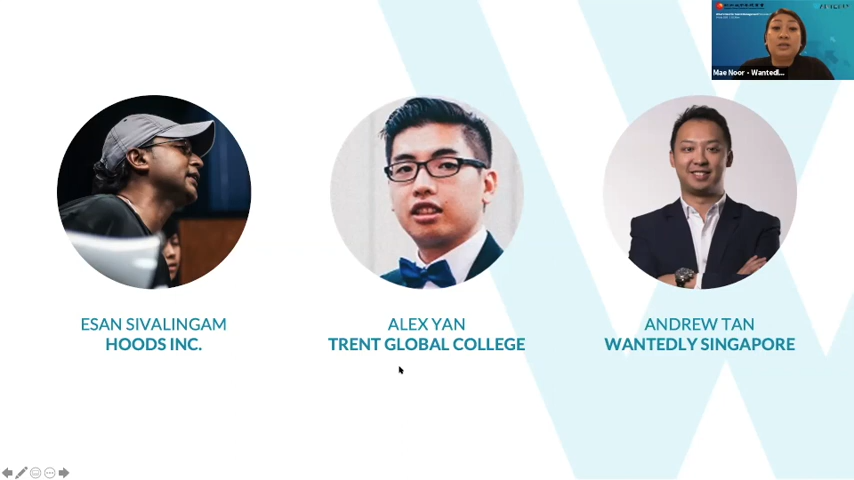 Mae Noor - Wantedl...
ESAN SIVALINGAM
HOODS INC.
ALEX YAN
TRENT GLOBAL COLLEGE
ANDREW TAN
WANTEDLY SINGAPORE